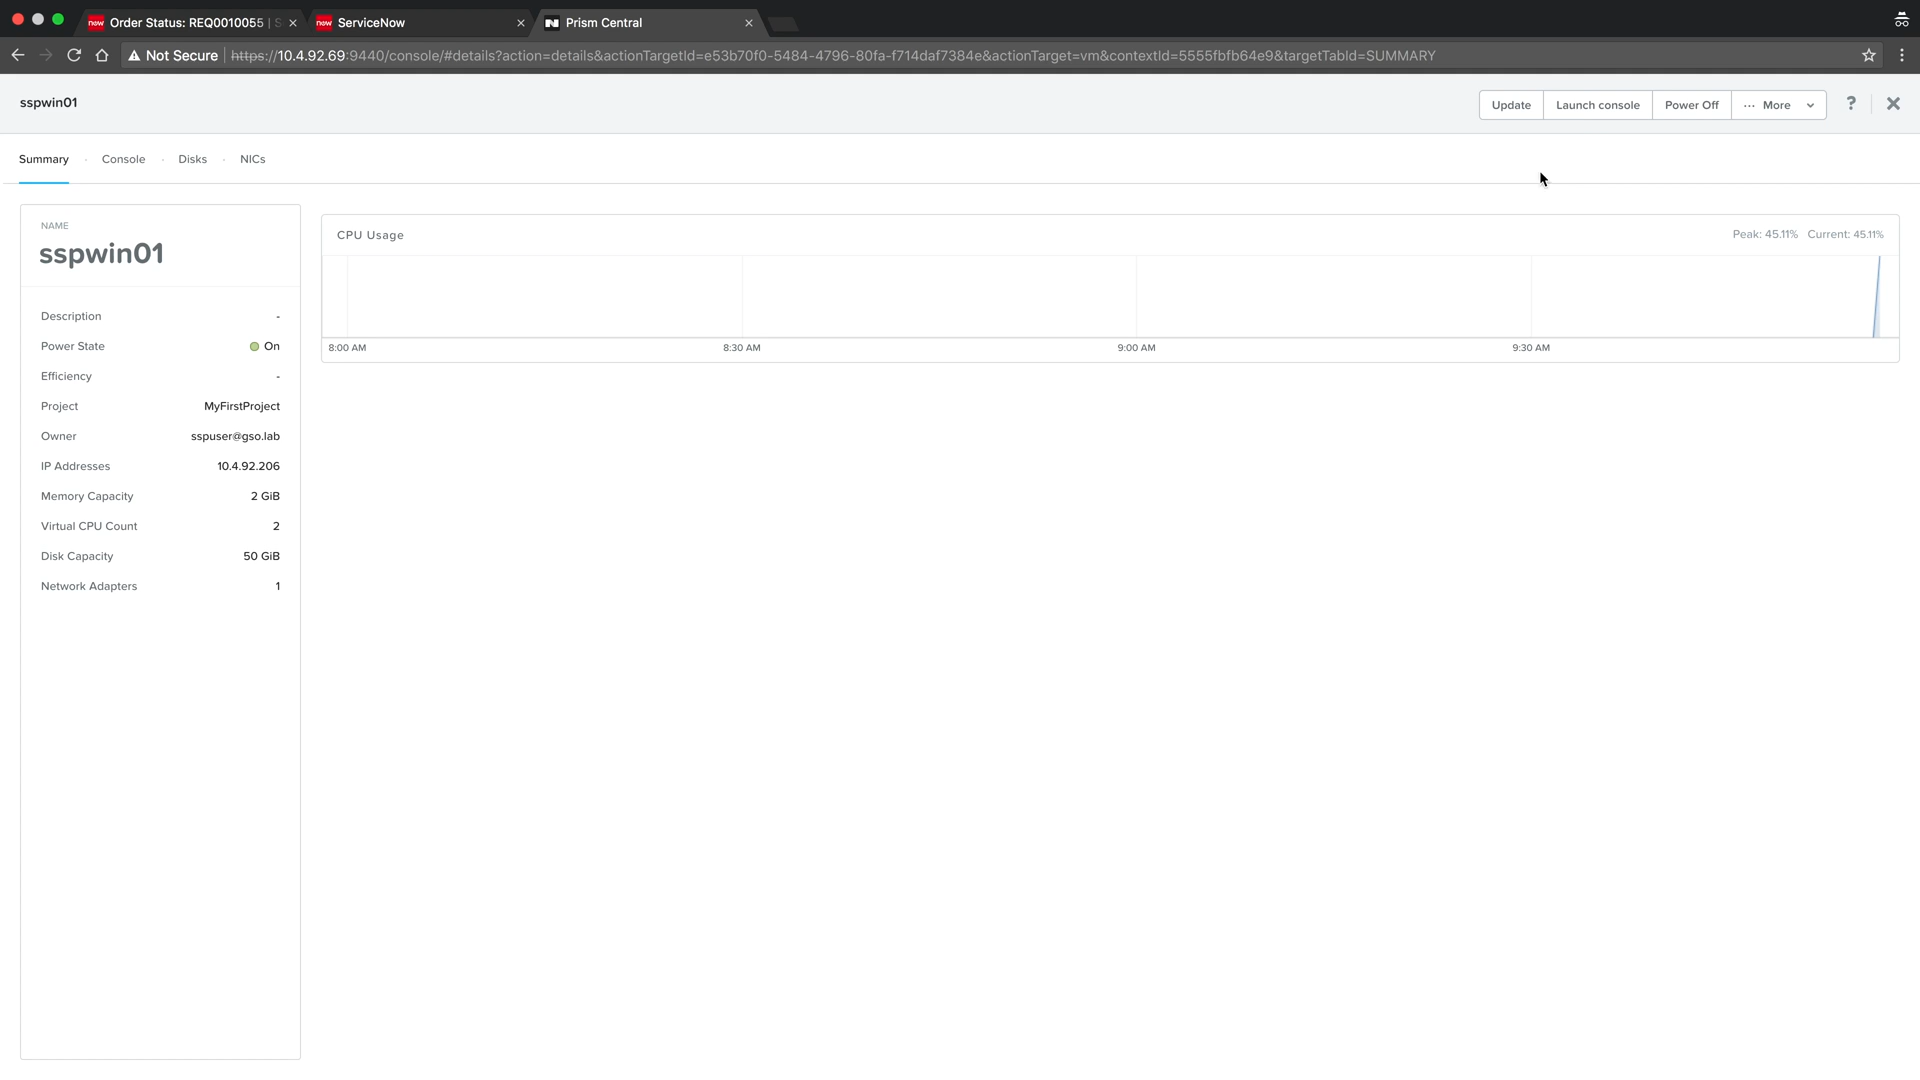 now Order Status: REQ0010055 | S
now ServiceNow
Prism Central
Not Secure https://10.4.92.69:9440/console/#details?action=details&actionTargetId=e53b70f0-5484-4796-80fa-f714daf7384e&actionTarget=vm&contextId=5555fbfb64e9&targetTabId=SUMMARY
sspwin01
Update Launch console Power Off ··· More ?
Summary · Console · Disks · NICs
NAME
sspwin01
Description -
Power State On
Efficiency -
Project MyFirstProject
Owner sspuser@gso.lab
IP Addresses 10.4.92.206
Memory Capacity 2 GiB
Virtual CPU Count 2
Disk Capacity 50 GiB
Network Adapters 1
CPU Usage Peak: 45.11% Current: 45.11%
8:00 AM 8:30 AM 9:00 AM 9:30 AM